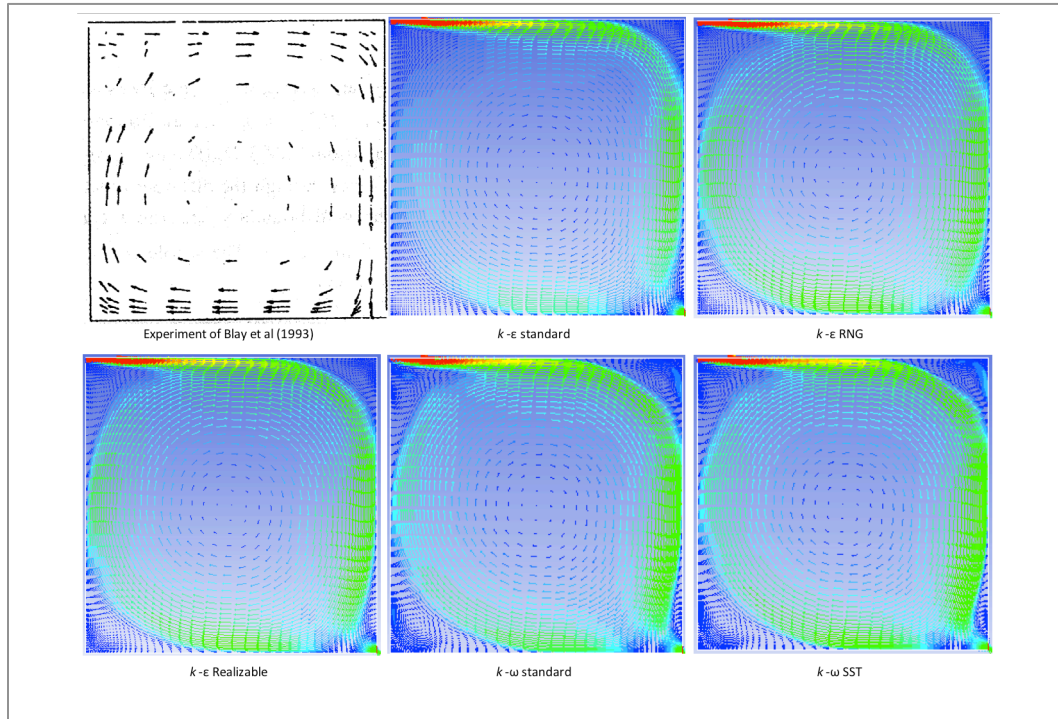 Experiment of Blay et al (1993)
k-ε standard
k-ε RNG
k-ε Realizable
k-ω standard
k-ω SST